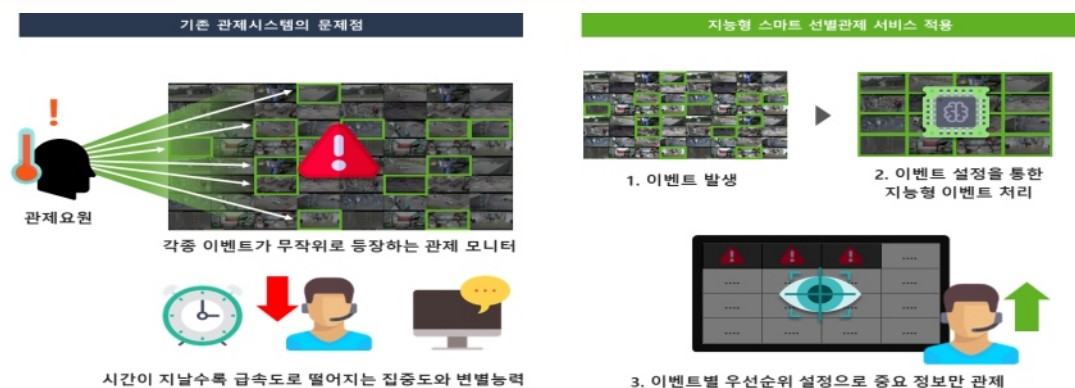 기존 관제시스템의 문제점
관제요원
각종 이벤트가 무작위로 등장하는 관제 모니터
시간이 지날수록 급속도로 떨어지는 집중도와 변별능력
지능형 스마트 선별관제 서비스 적용
1. 이벤트 발생
2. 이벤트 설정을 통한
지능형 이벤트 처리
3. 이벤트별 우선순위 설정으로 중요 정보만 관제